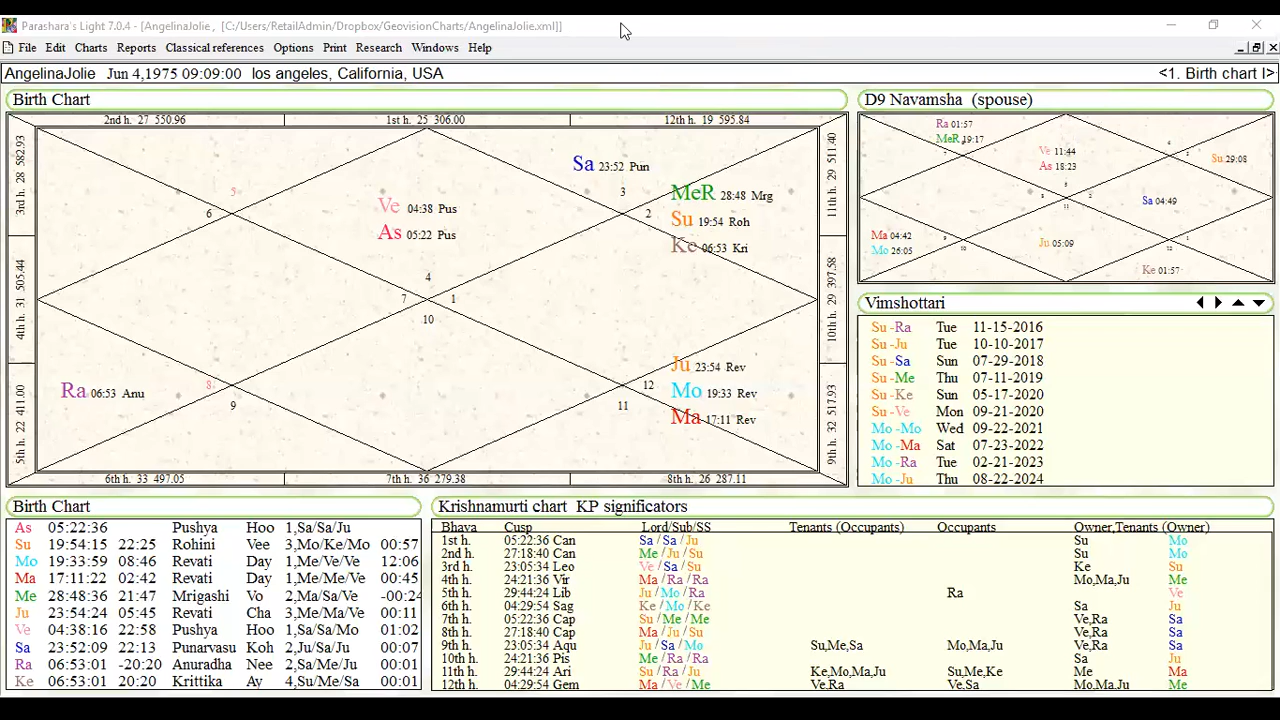 Parashara's Light 7.0.4 - [AngelinaJolie , [C:/Users/RetailAdmin/Dropbox/GeovisionCharts/AngelinaJolie.xml]]
File Edit Charts Reports Classical references Options Print Research Windows Help
AngelinaJolie Jun 4,1975 09:09:00 los angeles, California, USA <1. Birth chart I>
Birth Chart
2nd h. 27 550.96 1st h. 25 306.00 12th h. 19 595.84
3rd h. 28 582.93
4th h. 31 505.44
5th h. 22 411.00
11th h. 29 511.40
10th h. 29 397.58
9th h. 32 517.93
Sa 23:52 Pun
5
3
MeR 28:48 Mrg
Ve 04:38 Pus
6
2
Su 19:54 Roh
As 05:22 Pus
Ke 06:53 Kri
4
7 1
10
Ju 23:54 Rev
8
12
Ra 06:53 Anu
Mo 19:33 Rev
9
11
Ma 17:11 Rev
6th h. 33 497.05 7th h. 36 279.38 8th h. 26 287.11
D9 Navamsha (spouse)
Ra 01:57
MeR 19:17
7
Ve 11:44
As 18:23
Su 29:08
Sa 04:49
Ma 04:42
Mo 26:05
Ju 05:09
Ke 01:57
Vimshottari
Su -Ra Tue 11-15-2016
Su -Ju Tue 10-10-2017
Su -Sa Sun 07-29-2018
Su -Me Thu 07-11-2019
Su -Ke Sun 05-17-2020
Su -Ve Mon 09-21-2020
Mo -Mo Wed 09-22-2021
Mo -Ma Sat 07-23-2022
Mo -Ra Tue 02-21-2023
Mo -Ju Thu 08-22-2024
Birth Chart
As 05:22:36 Pushya Hoo 1,Sa/Sa/Ju
Su 19:54:15 22:25 Rohini Vee 3,Mo/Ke/Mo 00:57
Mo 19:33:59 08:46 Revati Day 1,Me/Ve/Ve 12:06
Ma 17:11:22 02:42 Revati Day 1,Me/Me/Ve 00:45
Me 28:48:36 21:47 Mrigashi Vo 2,Ma/Sa/Ve -00:24
Ju 23:54:24 05:45 Revati Cha 3,Me/Ma/Ve 00:11
Ve 04:38:16 22:58 Pushya Hoo 1,Sa/Sa/Mo 01:02
Sa 23:52:09 22:13 Punarvasu Koh 2,Ju/Sa/Ju 00:07
Ra 06:53:01 -20:20 Anuradha Nee 2,Sa/Me/Ju 00:01
Ke 06:53:01 20:20 Krittika Ay 4,Su/Me/Sa 00:01
Krishnamurti chart KP significators
Bhava Cusp Lord/Sub/SS Tenants (Occupants) Occupants Owner,Tenants (Owner)
1st h. 05:22:36 Can Sa / Sa / Ju Su Mo
2nd h. 27:18:40 Can Me / Ju / Su Su Mo
3rd h. 23:05:34 Leo Ve / Sa / Su Ke Su
4th h. 24:21:36 Vir Ma / Ra / Ra Mo,Ma,Ju Me
5th h. 29:44:24 Lib Ju / Mo / Ra Ra Ve
6th h. 04:29:54 Sag Ke / Mo / Ke Sa Ju
7th h. 05:22:36 Cap Su / Me / Me Ve,Ra Sa
8th h. 27:18:40 Cap Ma / Ju / Su Ve,Ra Sa
9th h. 23:05:34 Aqu Ju / Sa / Mo Su,Me,Sa Mo,Ma,Ju Ve,Ra Sa
10th h. 24:21:36 Pis Me / Ra / Ra Sa Ju
11th h. 29:44:24 Ari Su / Ra / Ju Ke,Mo,Ma,Ju Su,Me,Ke Me Ma
12th h. 04:29:54 Gem Ma / Ve / Me Ve,Ra Ve,Sa Mo,Ma,Ju Me